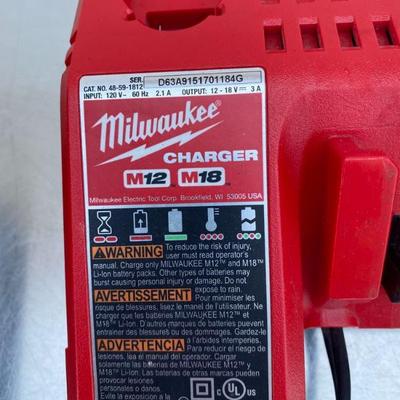 SER. D63A9151701184G
CAT. NO. 48-59-1812
INPUT: 120 V~ 60 Hz 2.1 A OUTPUT: 12 - 18 V⎓ 3 A
Milwaukee
CHARGER
M12 M18
Milwaukee Electric Tool Corp. Brookfield, WI 53005 USA
WARNING To reduce the risk of injury,
user must read operator's
manual. Charge only MILWAUKEE M12™ and M18™
Li-Ion battery packs. Other types of batteries may
burst causing personal injury or damage. Do not
expose to rain.
AVERTISSEMENT Pour minimiser les
risque de blessures, lisez le manuel de l'utilisateur. Ne
charger que les batteries MILWAUKEE M12™ et
M18™ Li-Ion. D'autres types de batteries peuvent
entraîner des blessures ou dommages. Gardez-le
ADVERTENCIA Para reducir el riesgo de
lesiones, lea el manual del operador. Cargar
solamente las baterías de MILWAUKEE M12™ y
M18™ Li-Ion. Las baterías de otras marcas pueden
provocar lesiones
personales o daños.
UL